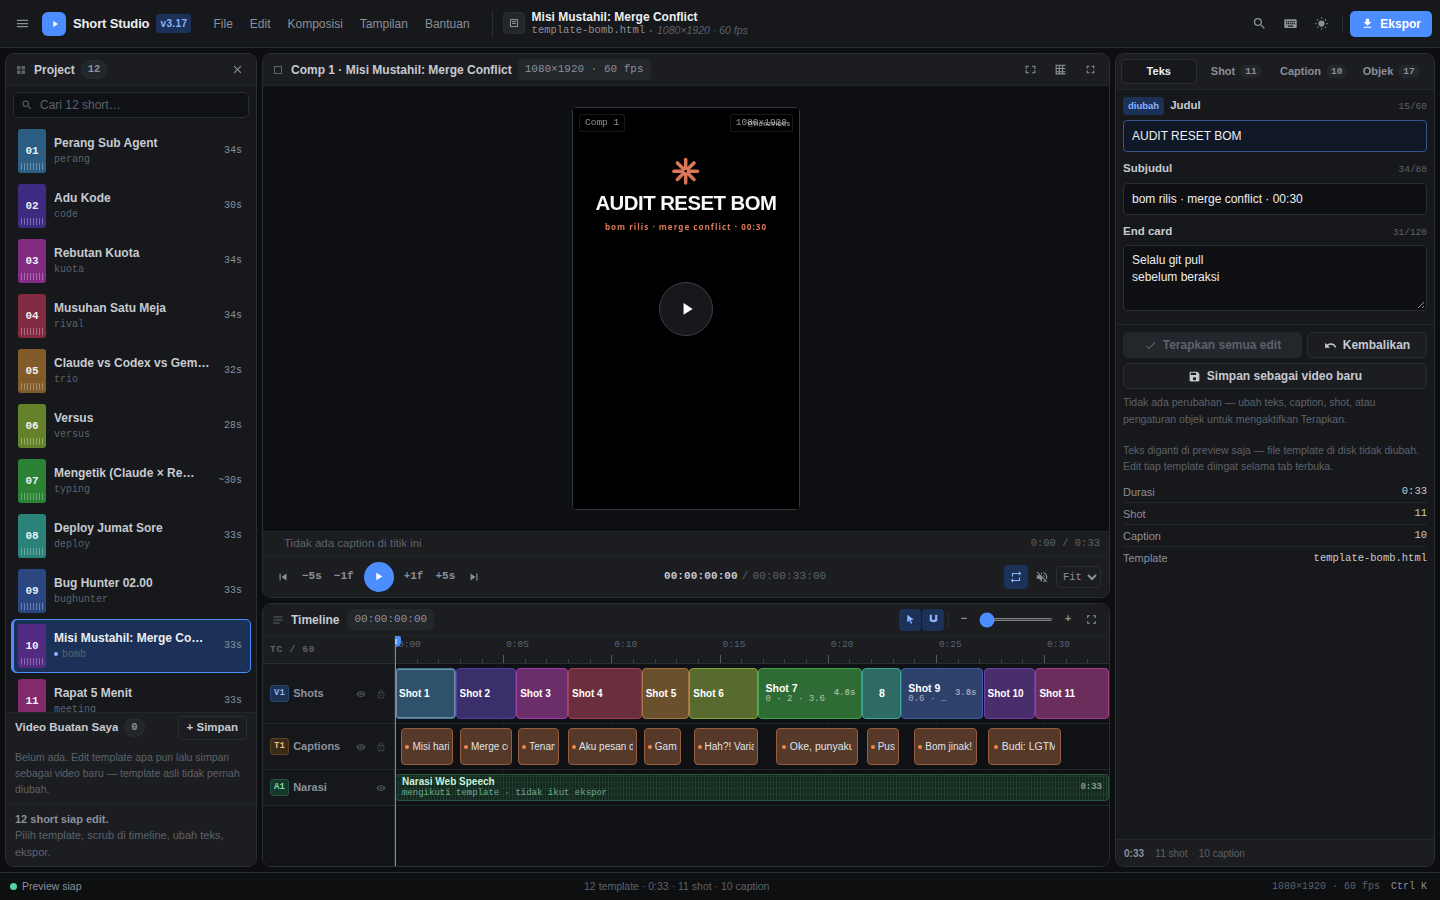 Short Studio v3.17 File Edit Komposisi Tampilan Bantuan
Misi Mustahil: Merge Conflict
template-bomb.html · 1080×1920 · 60 fps
Ekspor
Project 12
Cari 12 short…
01 Perang Sub Agent 34s
perang
02 Adu Kode 30s
code
03 Rebutan Kuota 34s
kuota
04 Musuhan Satu Meja 34s
rival
05 Claude vs Codex vs Gem… 32s
trio
06 Versus 28s
versus
07 Mengetik (Claude × Re… ~30s
typing
08 Deploy Jumat Sore 33s
deploy
09 Bug Hunter 02.00 33s
bughunter
10 Misi Mustahil: Merge Co… 33s
bomb
11 Rapat 5 Menit 33s
meeting
Video Buatan Saya 0 + Simpan
Belum ada. Edit template apa pun lalu simpan
sebagai video baru — template asli tidak pernah
diubah.
12 short siap edit.
Pilih template, scrub di timeline, ubah teks,
ekspor.
Comp 1 · Misi Mustahil: Merge Conflict 1080×1920 · 60 fps
Comp 1 1080×1920
AUDIT RESET BOM
bom rilis · merge conflict · 00:30
Tidak ada caption di titik ini 0:00 / 0:33
−5s −1f +1f +5s 00:00:00:00 / 00:00:33:00 Fit
Timeline 00:00:00:00 − +
TC / 60 0:00 0:05 0:10 0:15 0:20 0:25 0:30
V1 Shots Shot 1 Shot 2 Shot 3 Shot 4 Shot 5 Shot 6 Shot 7 4.8s 8 Shot 9 3.8s Shot 10 Shot 11
0 · 2 · 3.6 0.6 · …
T1 Captions Misi hari Merge co Tenan Aku pesan d Gam Hah?! Varia Oke, punyaku Pus Bom jinak! Budi: LGTM
A1 Narasi Narasi Web Speech 0:33
mengikuti template · tidak ikut ekspor
Teks Shot 11 Caption 10 Objek 17
diubah Judul 15/60
AUDIT RESET BOM
Subjudul 34/80
bom rilis · merge conflict · 00:30
End card 31/120
Selalu git pull
sebelum beraksi
Terapkan semua edit Kembalikan
Simpan sebagai video baru
Tidak ada perubahan — ubah teks, caption, shot, atau
pengaturan objek untuk mengaktifkan Terapkan.
Teks diganti di preview saja — file template di disk tidak diubah.
Edit tiap template diingat selama tab terbuka.
Durasi 0:33
Shot 11
Caption 10
Template template-bomb.html
0:33 · 11 shot · 10 caption
Preview siap 12 template · 0:33 · 11 shot · 10 caption 1080×1920 · 60 fps Ctrl K